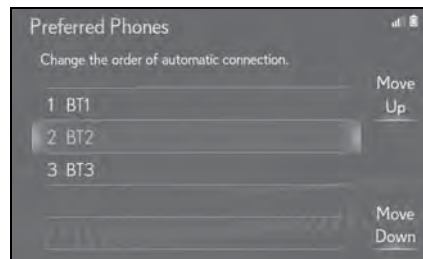 Preferred Phones
Change the order of automatic connection.
Move
Up
1 BT1
2 BT2
3 BT3
Move
Down